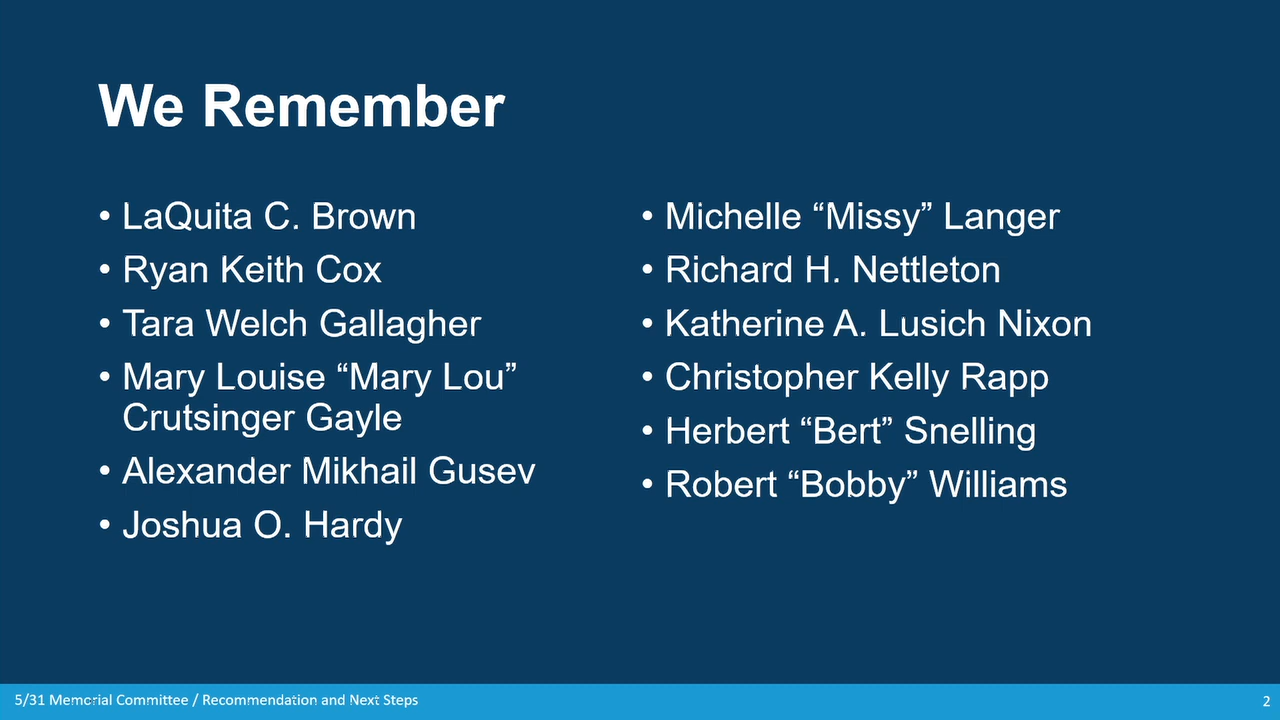 We Remember
• LaQuita C. Brown
• Ryan Keith Cox
• Tara Welch Gallagher
• Mary Louise “Mary Lou”
Crutsinger Gayle
• Alexander Mikhail Gusev
• Joshua O. Hardy
• Michelle “Missy” Langer
• Richard H. Nettleton
• Katherine A. Lusich Nixon
• Christopher Kelly Rapp
• Herbert “Bert” Snelling
• Robert “Bobby” Williams
5/31 Memorial Committee / Recommendation and Next Steps
2